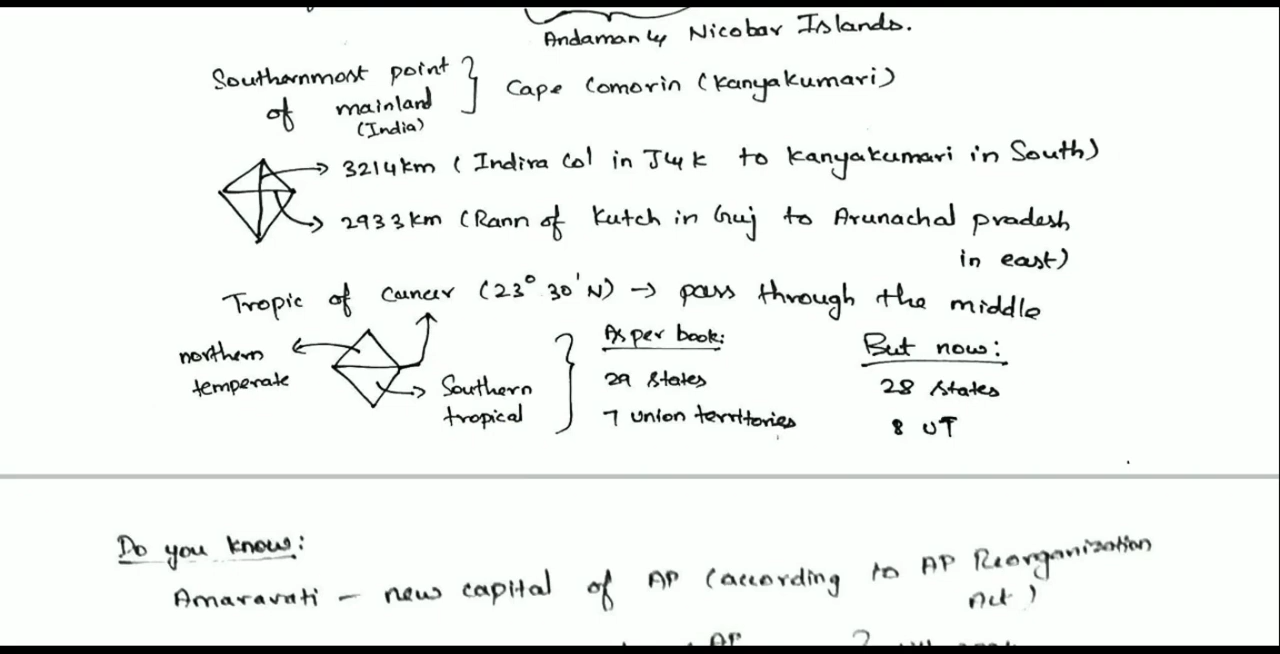 Andaman & Nicobar Islands.
Southernmost point
of mainland
(India)
Cape Comorin (Kanyakumari)
3214km (Indira Col in J&K to Kanyakumari in South)
2933km (Rann of Kutch in Guj to Arunachal pradesh
in east)
Tropic of Cancer (23° 30' N) → pass through the middle
northern
temperate
Southern
tropical
As per book:
29 states
7 union territories
But now:
28 states
8 UT
Do you know:
Amaravati - new capital of AP (according to AP Reorganization
Act)
AP